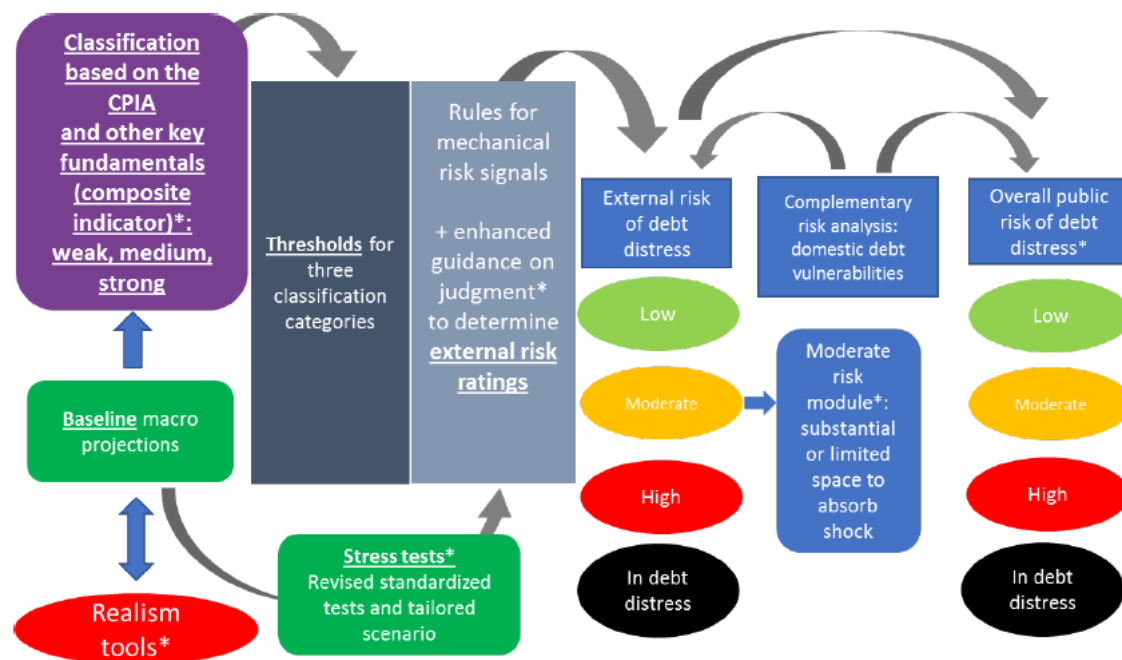 Classification
based on the
CPIA
and other key
fundamentals
(composite
indicator)*:
weak, medium,
strong
Baseline macro
projections
Realism
tools*
Thresholds for
three
classification
categories
Rules for
mechanical
risk signals
+ enhanced
guidance on
judgment*
to determine
external risk
ratings
Stress tests*
Revised standardized
tests and tailored
scenario
External risk
of debt
distress
Low
Moderate
High
In debt
distress
Complementary
risk analysis:
domestic debt
vulnerabilities
Moderate
risk
module*:
substantial
or limited
space to
absorb
shock
Overall public
risk of debt
distress*
Low
Moderate
High
In debt
distress